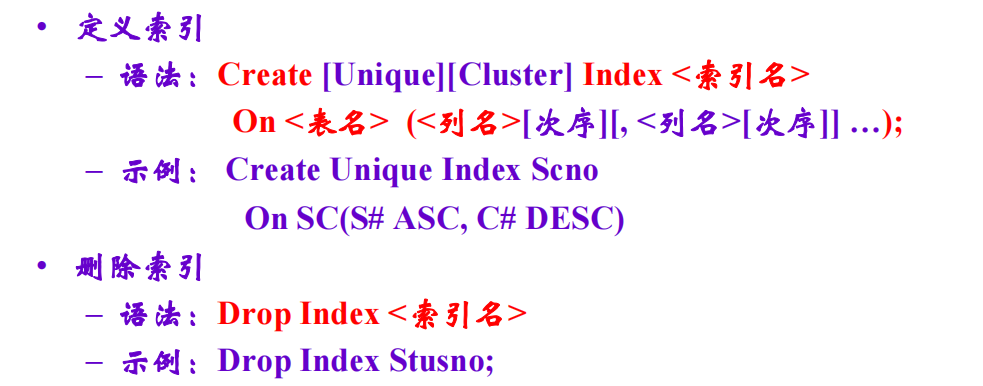 • 定义索引
– 语法：Create [Unique][Cluster] Index <索引名>
On <表名> (<列名>[次序][, <列名>[次序]] …);
– 示例： Create Unique Index Scno
On SC(S# ASC, C# DESC)
• 删除索引
– 语法：Drop Index <索引名>
– 示例：Drop Index Stusno;